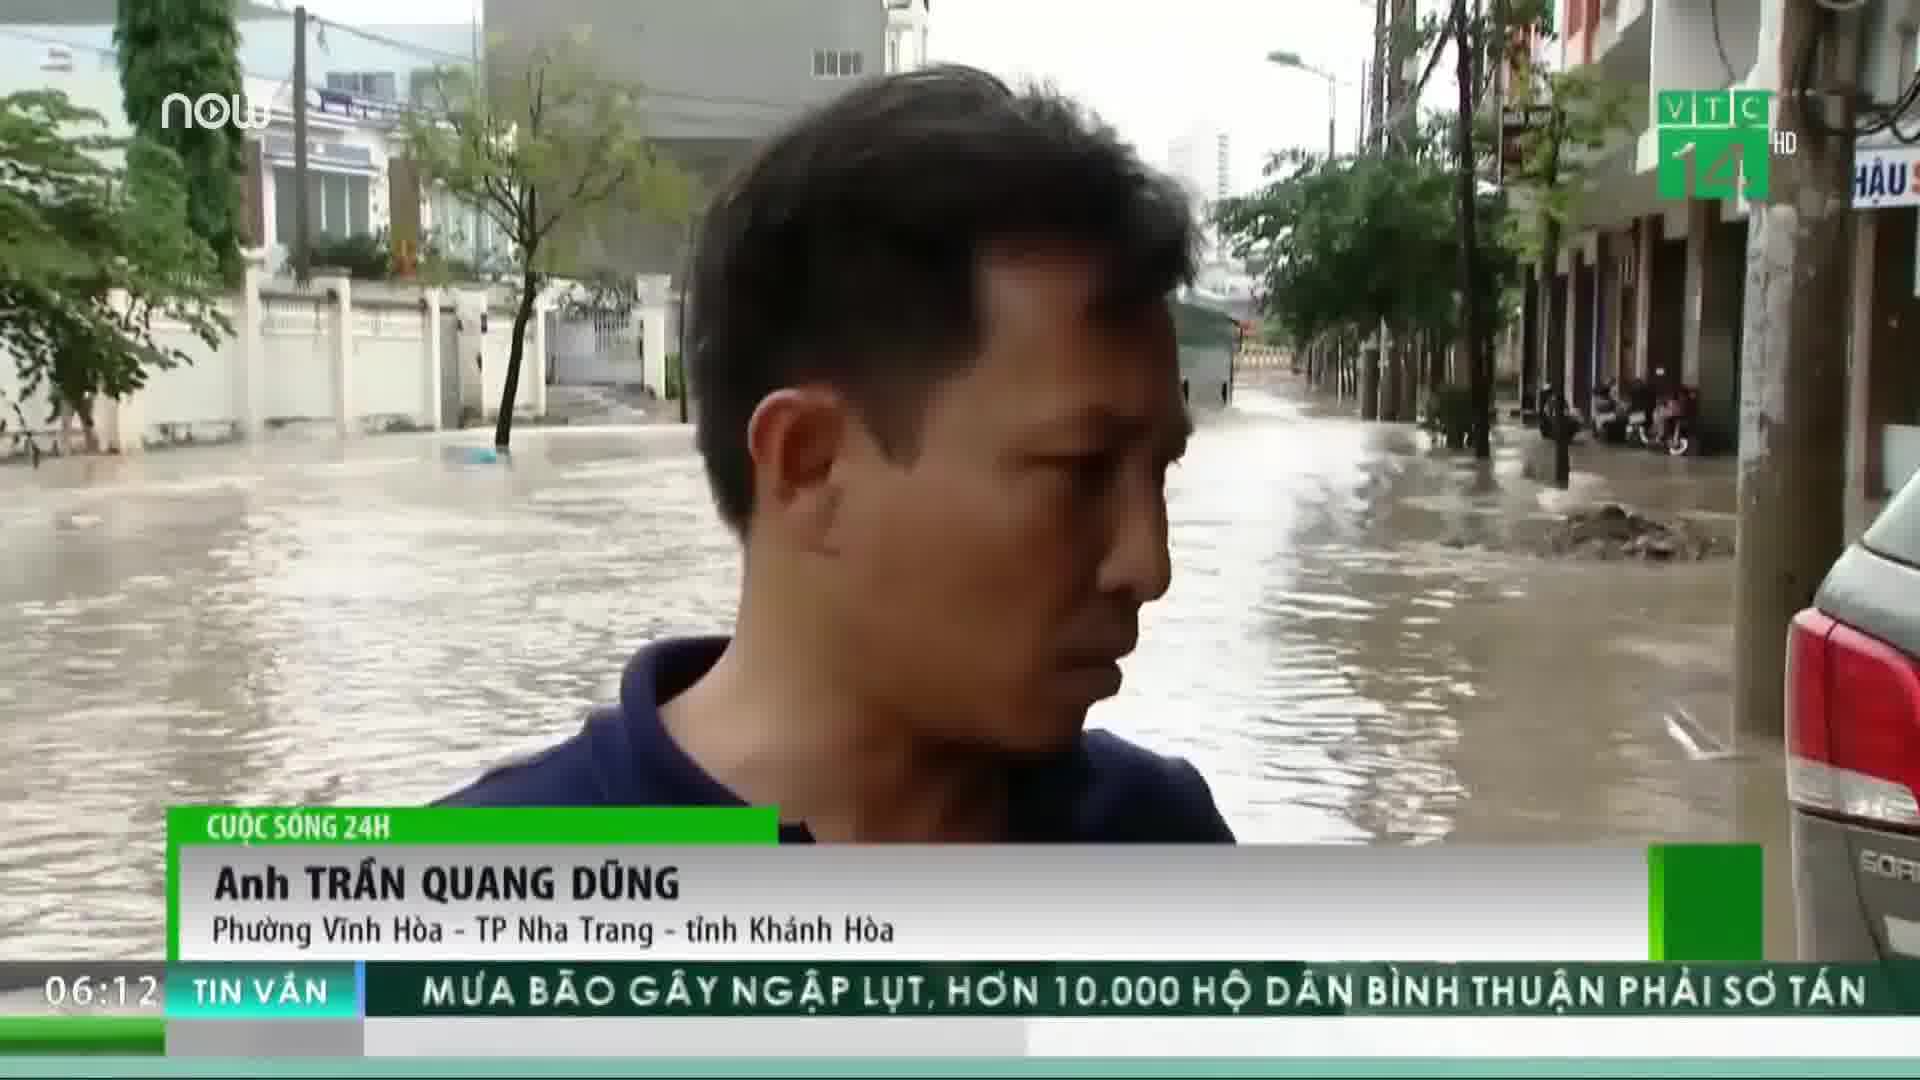 now
VTC
14
HD
HẬU
CUỘC SỐNG 24H
Anh TRẦN QUANG DŨNG
Phường Vĩnh Hòa - TP Nha Trang - tỉnh Khánh Hòa
06:12
TIN VẮN
MƯA BÃO GÂY NGẬP LỤT, HƠN 10.000 HỘ DÂN BÌNH THUẬN PHẢI SƠ TÁN